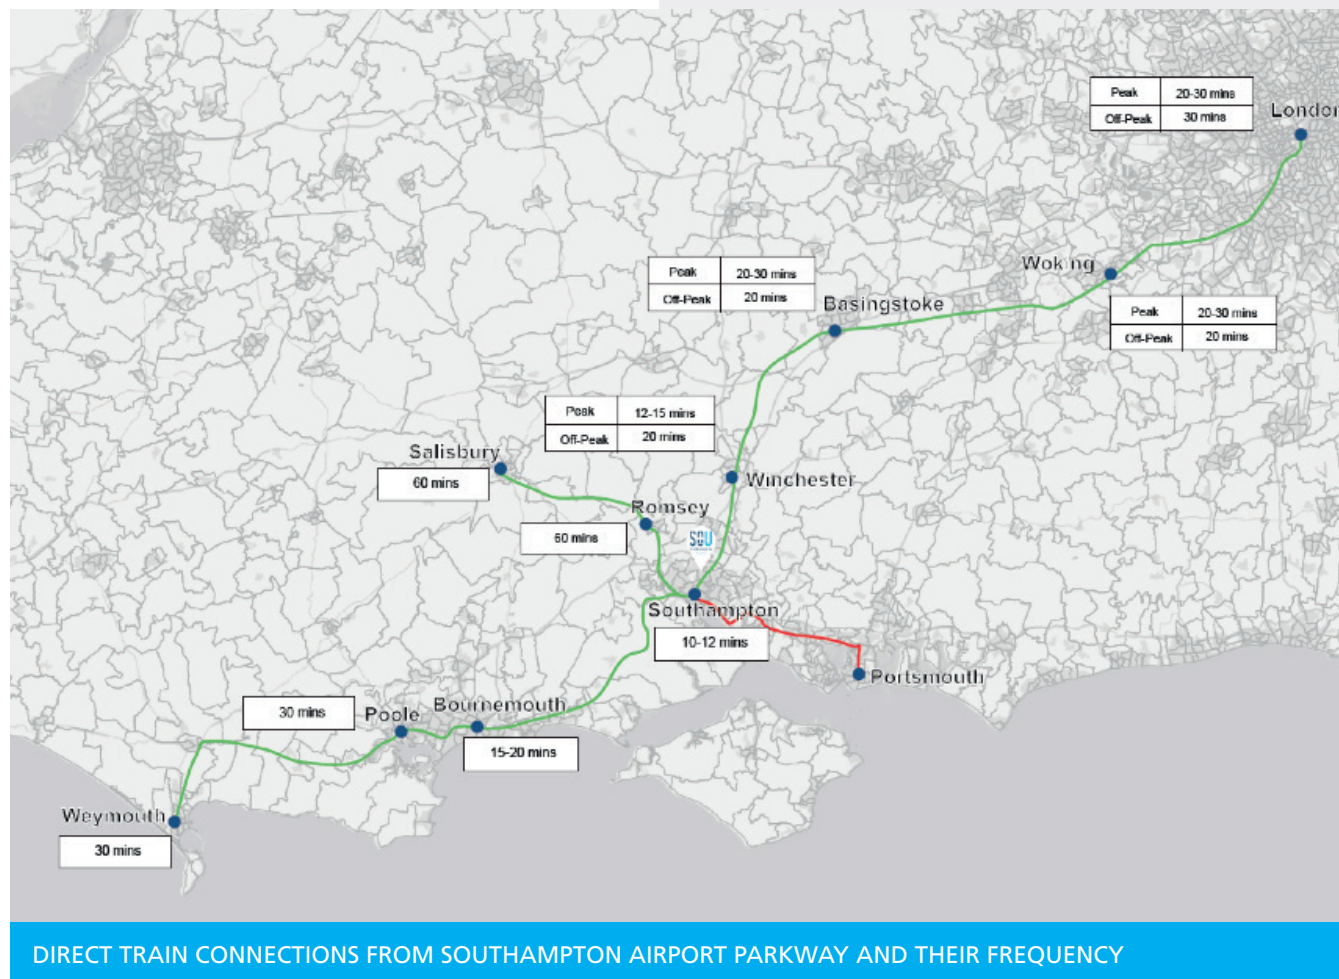 Peak 20-30 mins
Off-Peak 30 mins
London
Woking
Peak 20-30 mins
Off-Peak 20 mins
Basingstoke
Peak 20-30 mins
Off-Peak 20 mins
Peak 12-15 mins
Off-Peak 20 mins
Salisbury
60 mins
Winchester
Romsey
60 mins
SOU
Southampton
10-12 mins
Portsmouth
30 mins
Poole
Bournemouth
15-20 mins
Weymouth
30 mins
DIRECT TRAIN CONNECTIONS FROM SOUTHAMPTON AIRPORT PARKWAY AND THEIR FREQUENCY